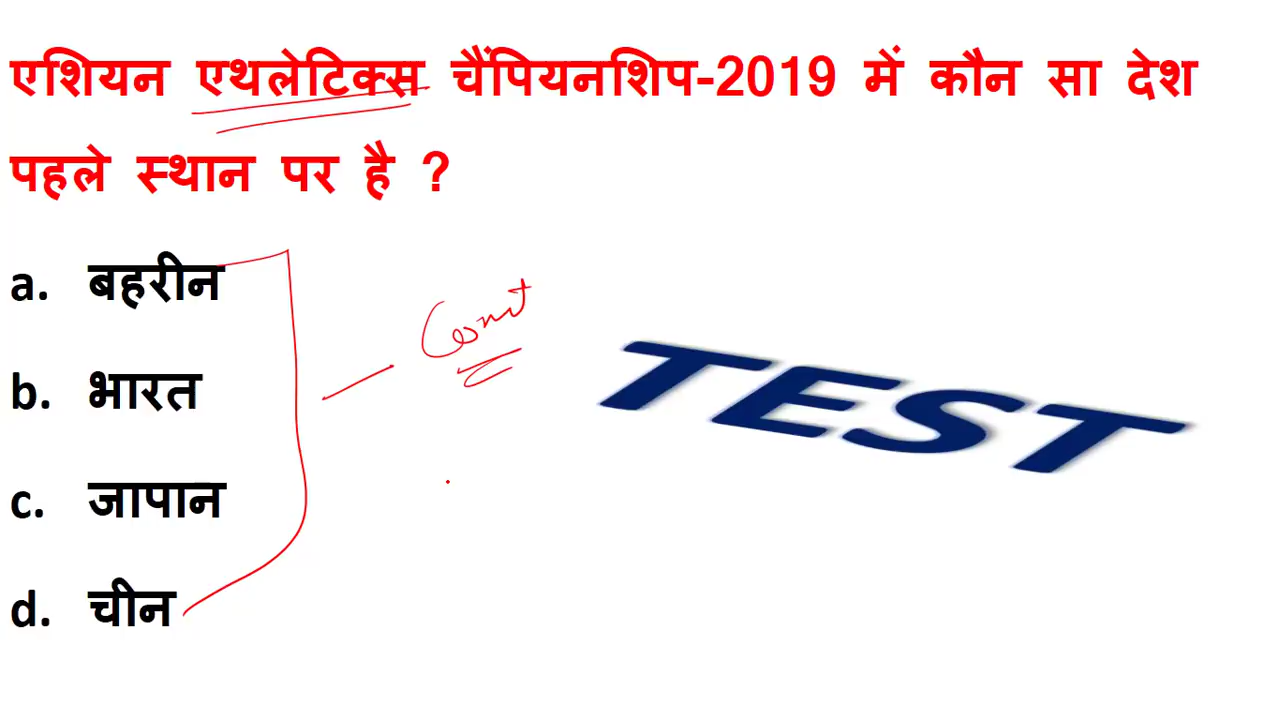 एशियन एथलेटिक्स चैंपियनशिप-2019 में कौन सा देश
पहले स्थान पर है ?
a. बहरीन
b. भारत
c. जापान
d. चीन
TEST